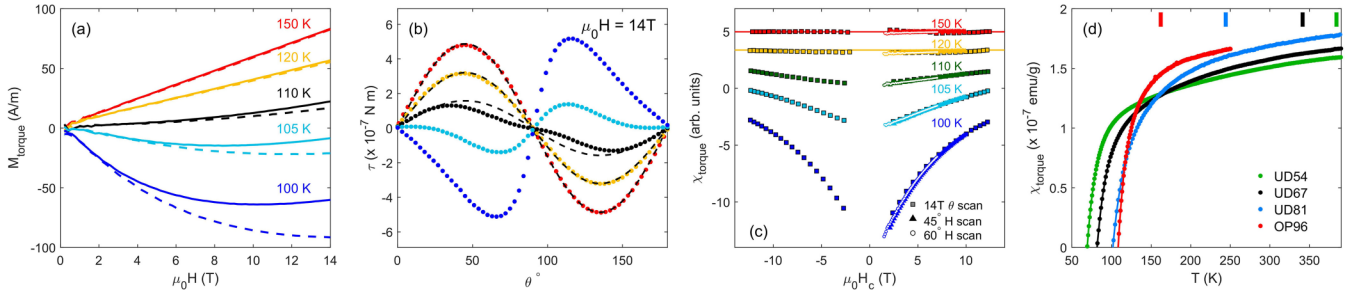 (a)
150 K
120 K
110 K
105 K
100 K
100
50
0
-50
-100
M_torque (A/m)
0 2 4 6 8 10 12 14
μ₀H (T)
(b)
μ₀H = 14T
6
4
2
0
-2
-4
-6
τ (x 10⁻⁷ N m)
0 50 100 150
θ°
150 K
120 K
110 K
105 K
100 K
5
0
-5
-10
χ_torque (arb. units)
(c)
14T θ scan
45° H scan
60° H scan
-10 -5 0 5 10
μ₀H_c (T)
(d)
2
1.5
1
0.5
0
χ_torque (x 10⁻⁷ emu/g)
UD54
UD67
UD81
OP96
50 100 150 200 250 300 350
T (K)